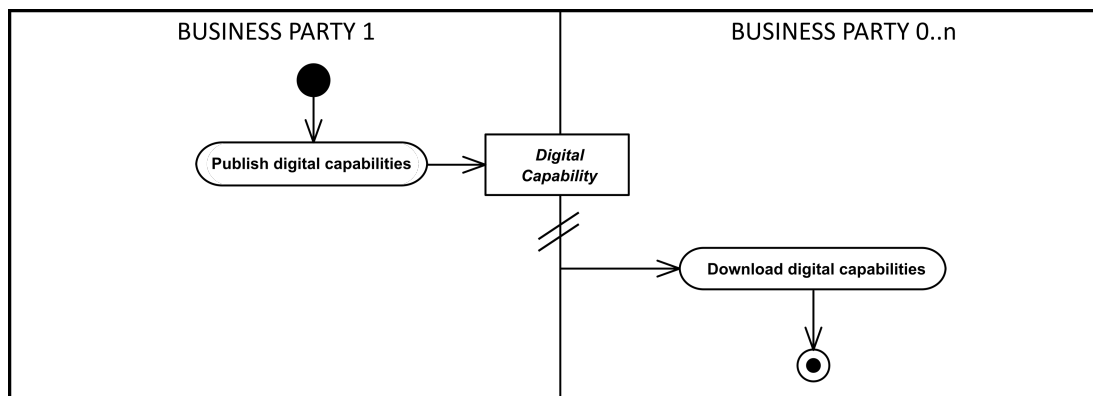 BUSINESS PARTY 1
BUSINESS PARTY 0..n
Publish digital capabilities
Digital
Capability
Download digital capabilities